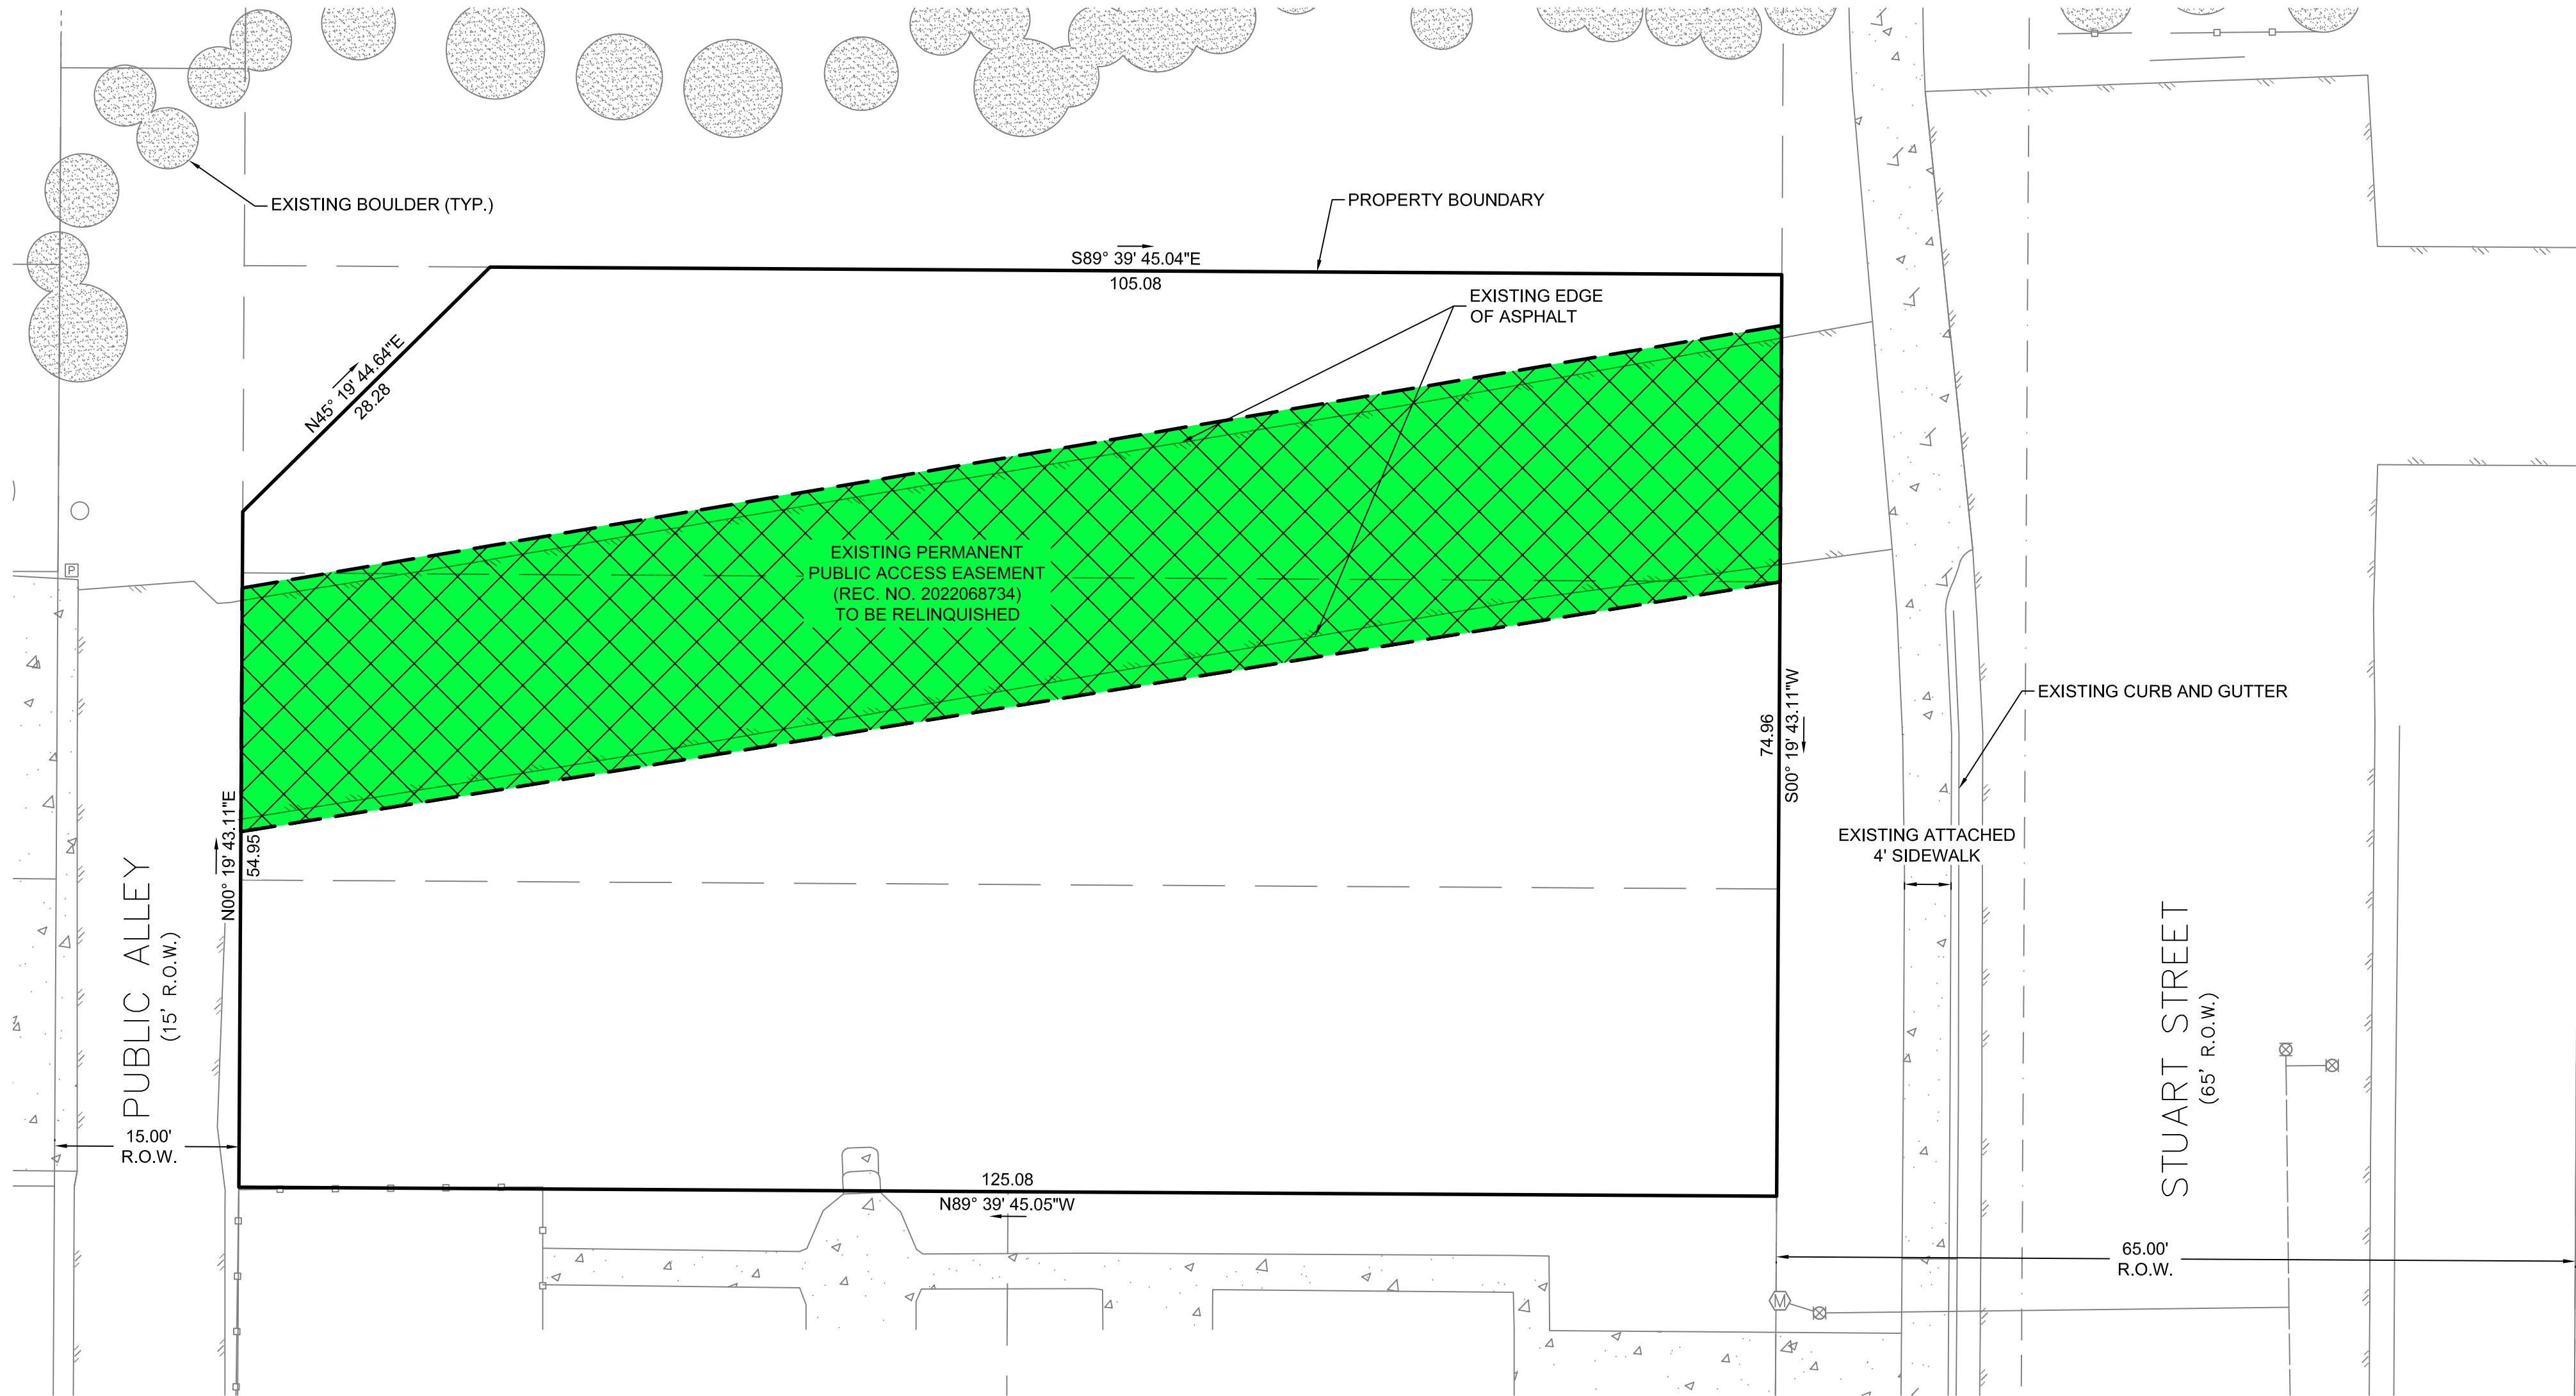 EXISTING BOULDER (TYP.)
PROPERTY BOUNDARY
S89° 39' 45.04"E
105.08
EXISTING EDGE
OF ASPHALT
N45° 19' 44.64"E
28.28
P
EXISTING PERMANENT
PUBLIC ACCESS EASEMENT
(REC. NO. 2022068734)
TO BE RELINQUISHED
74.96
S00° 19' 43.11"W
EXISTING CURB AND GUTTER
N00° 19' 43.11"E
54.95
EXISTING ATTACHED
4' SIDEWALK
PUBLIC ALLEY
(15' R.O.W.)
STUART STREET
(65' R.O.W.)
15.00'
R.O.W.
125.08
N89° 39' 45.05"W
65.00'
R.O.W.
M